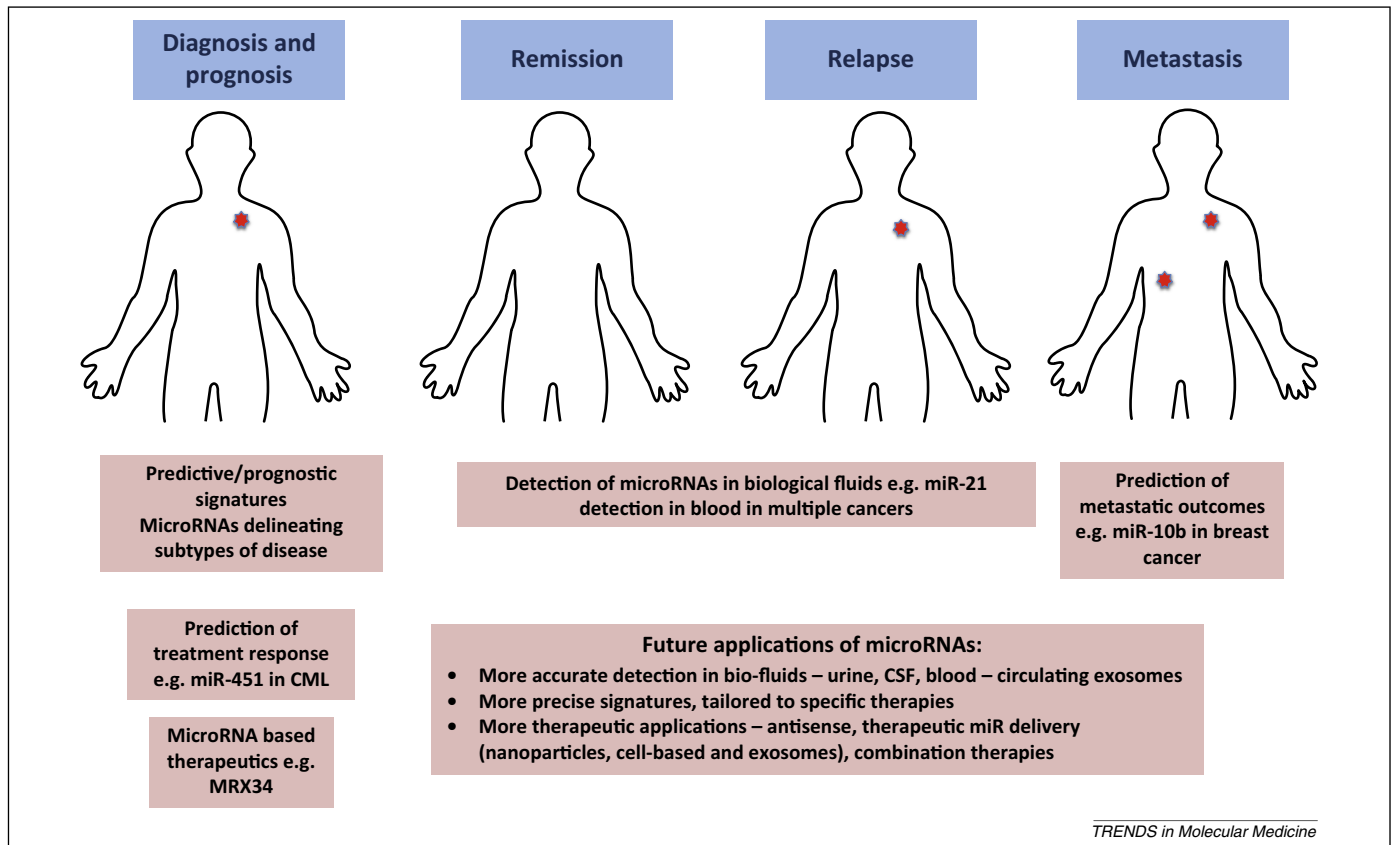 Diagnosis and
prognosis
Remission
Relapse
Metastasis
Predictive/prognostic
signatures
MicroRNAs delineating
subtypes of disease
Detection of microRNAs in biological fluids e.g. miR-21
detection in blood in multiple cancers
Prediction of
metastatic outcomes
e.g. miR-10b in breast
cancer
Prediction of
treatment response
e.g. miR-451 in CML
MicroRNA based
therapeutics e.g.
MRX34
Future applications of microRNAs:
• More accurate detection in bio-fluids – urine, CSF, blood – circulating exosomes
• More precise signatures, tailored to specific therapies
• More therapeutic applications – antisense, therapeutic miR delivery
(nanoparticles, cell-based and exosomes), combination therapies
TRENDS in Molecular Medicine